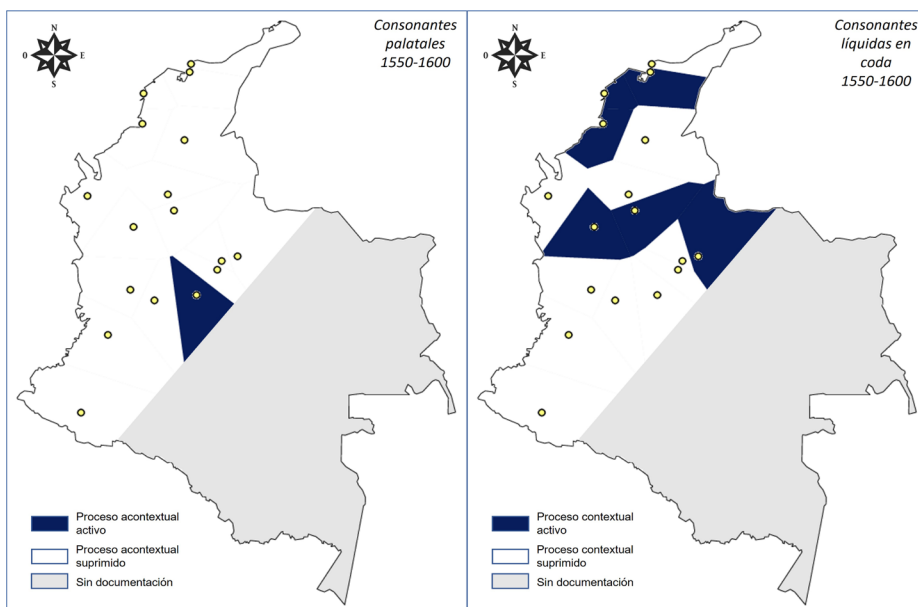 Consonantes
palatales
1550-1600
N
O
E
S
Proceso acontextual
activo
Proceso acontextual
suprimido
Sin documentación
Consonantes
líquidas en
coda
1550-1600
N
O
E
S
Proceso contextual
activo
Proceso contextual
suprimido
Sin documentación